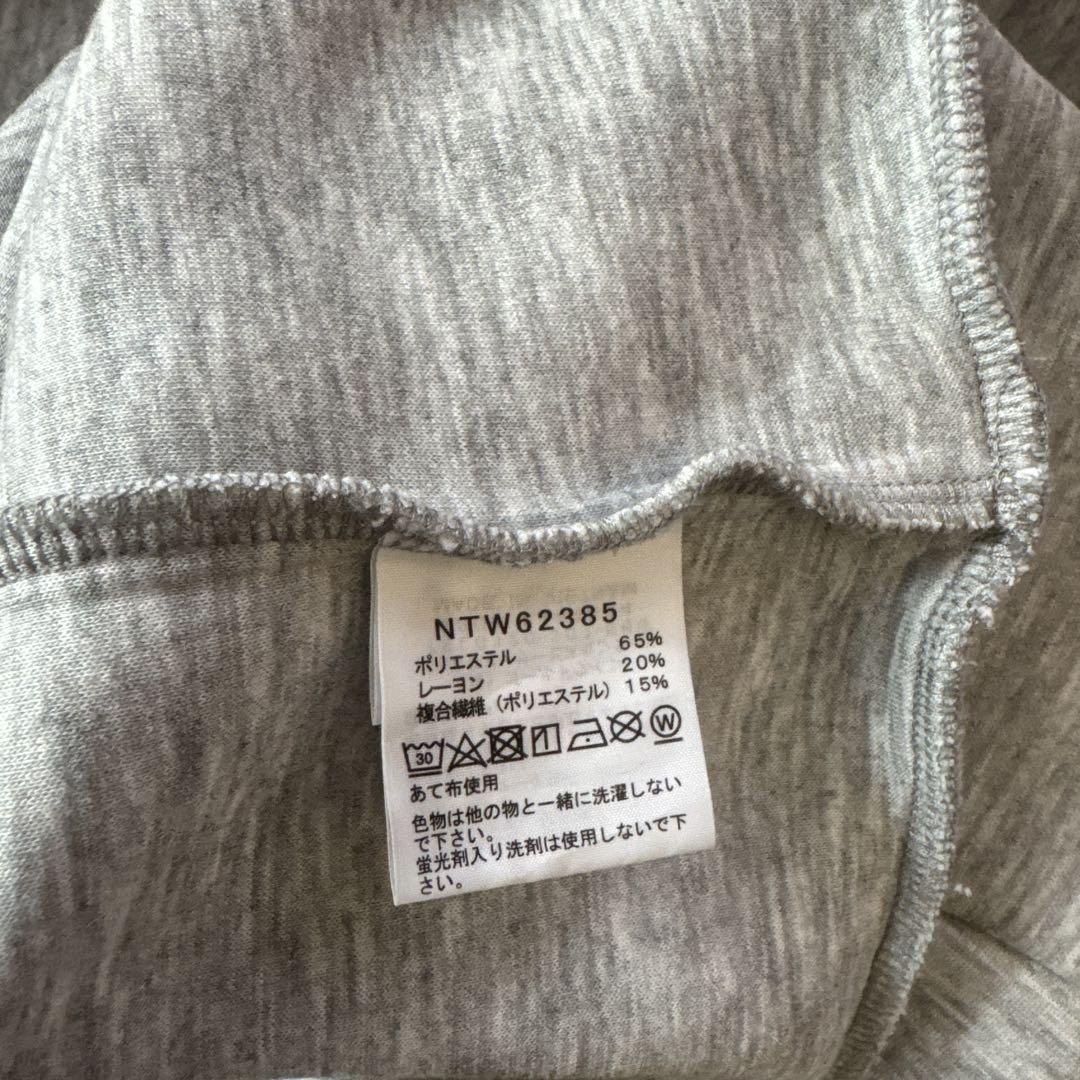 NTW62385
ポリエステル 65%
レーヨン 20%
複合繊維（ポリエステル）15%
30 W
あて布使用
色物は他の物と一緒に洗濯しない
で下さい。
蛍光剤入り洗剤は使用しないで下
さい。